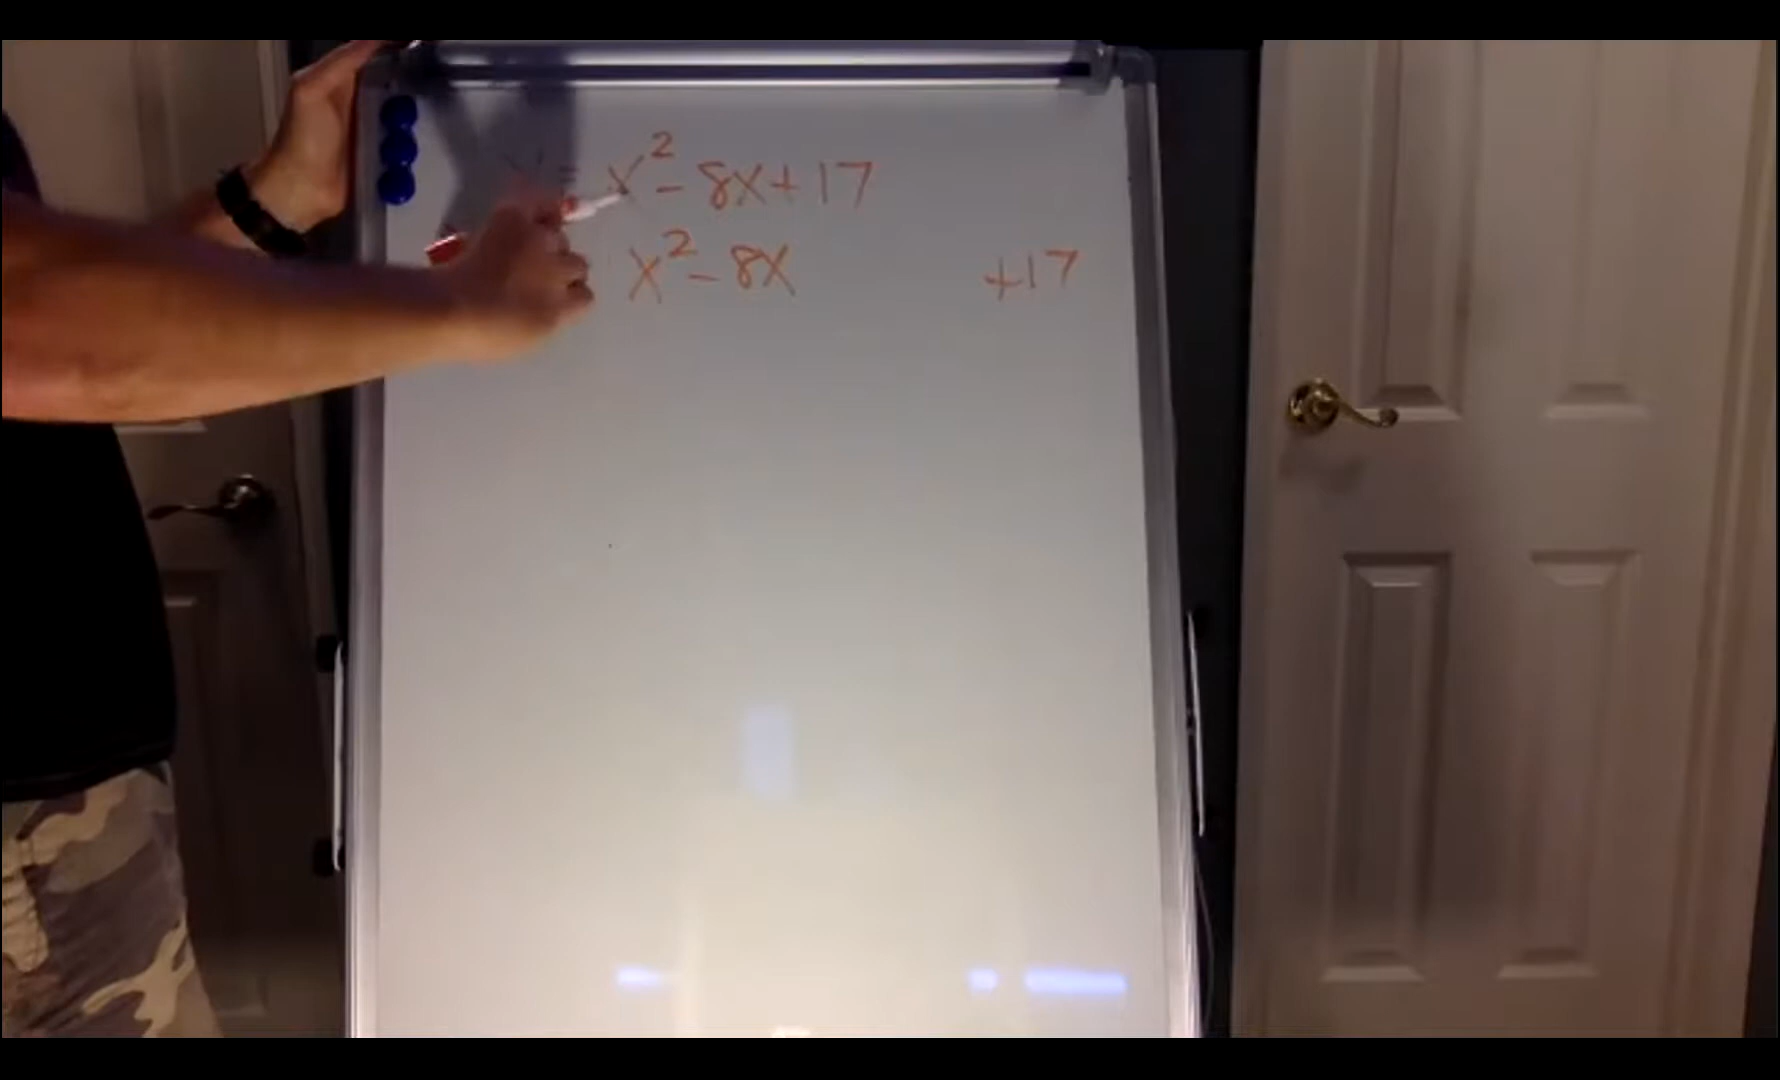 = x² - 8x + 17
x² - 8x +17